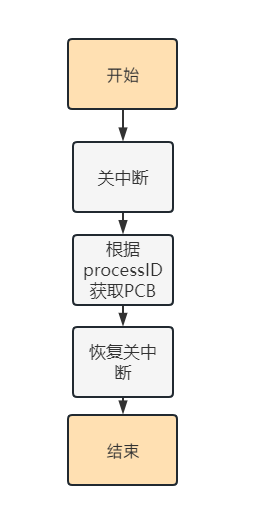 开始
关中断
根据
processID
获取PCB
恢复关中
断
结束